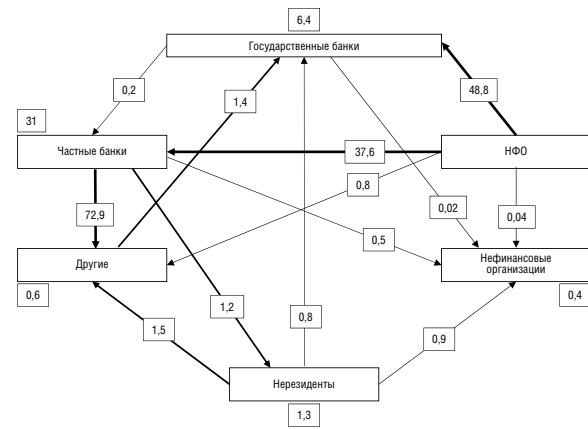 6,4
Государственные банки
0,2
48,8
1,4
31
Частные банки
37,6
НФО
0,8
72,9
0,02
0,04
0,5
Другие
Нефинансовые
организации
0,6
0,4
1,2
0,8
1,5
0,9
Нерезиденты
1,3